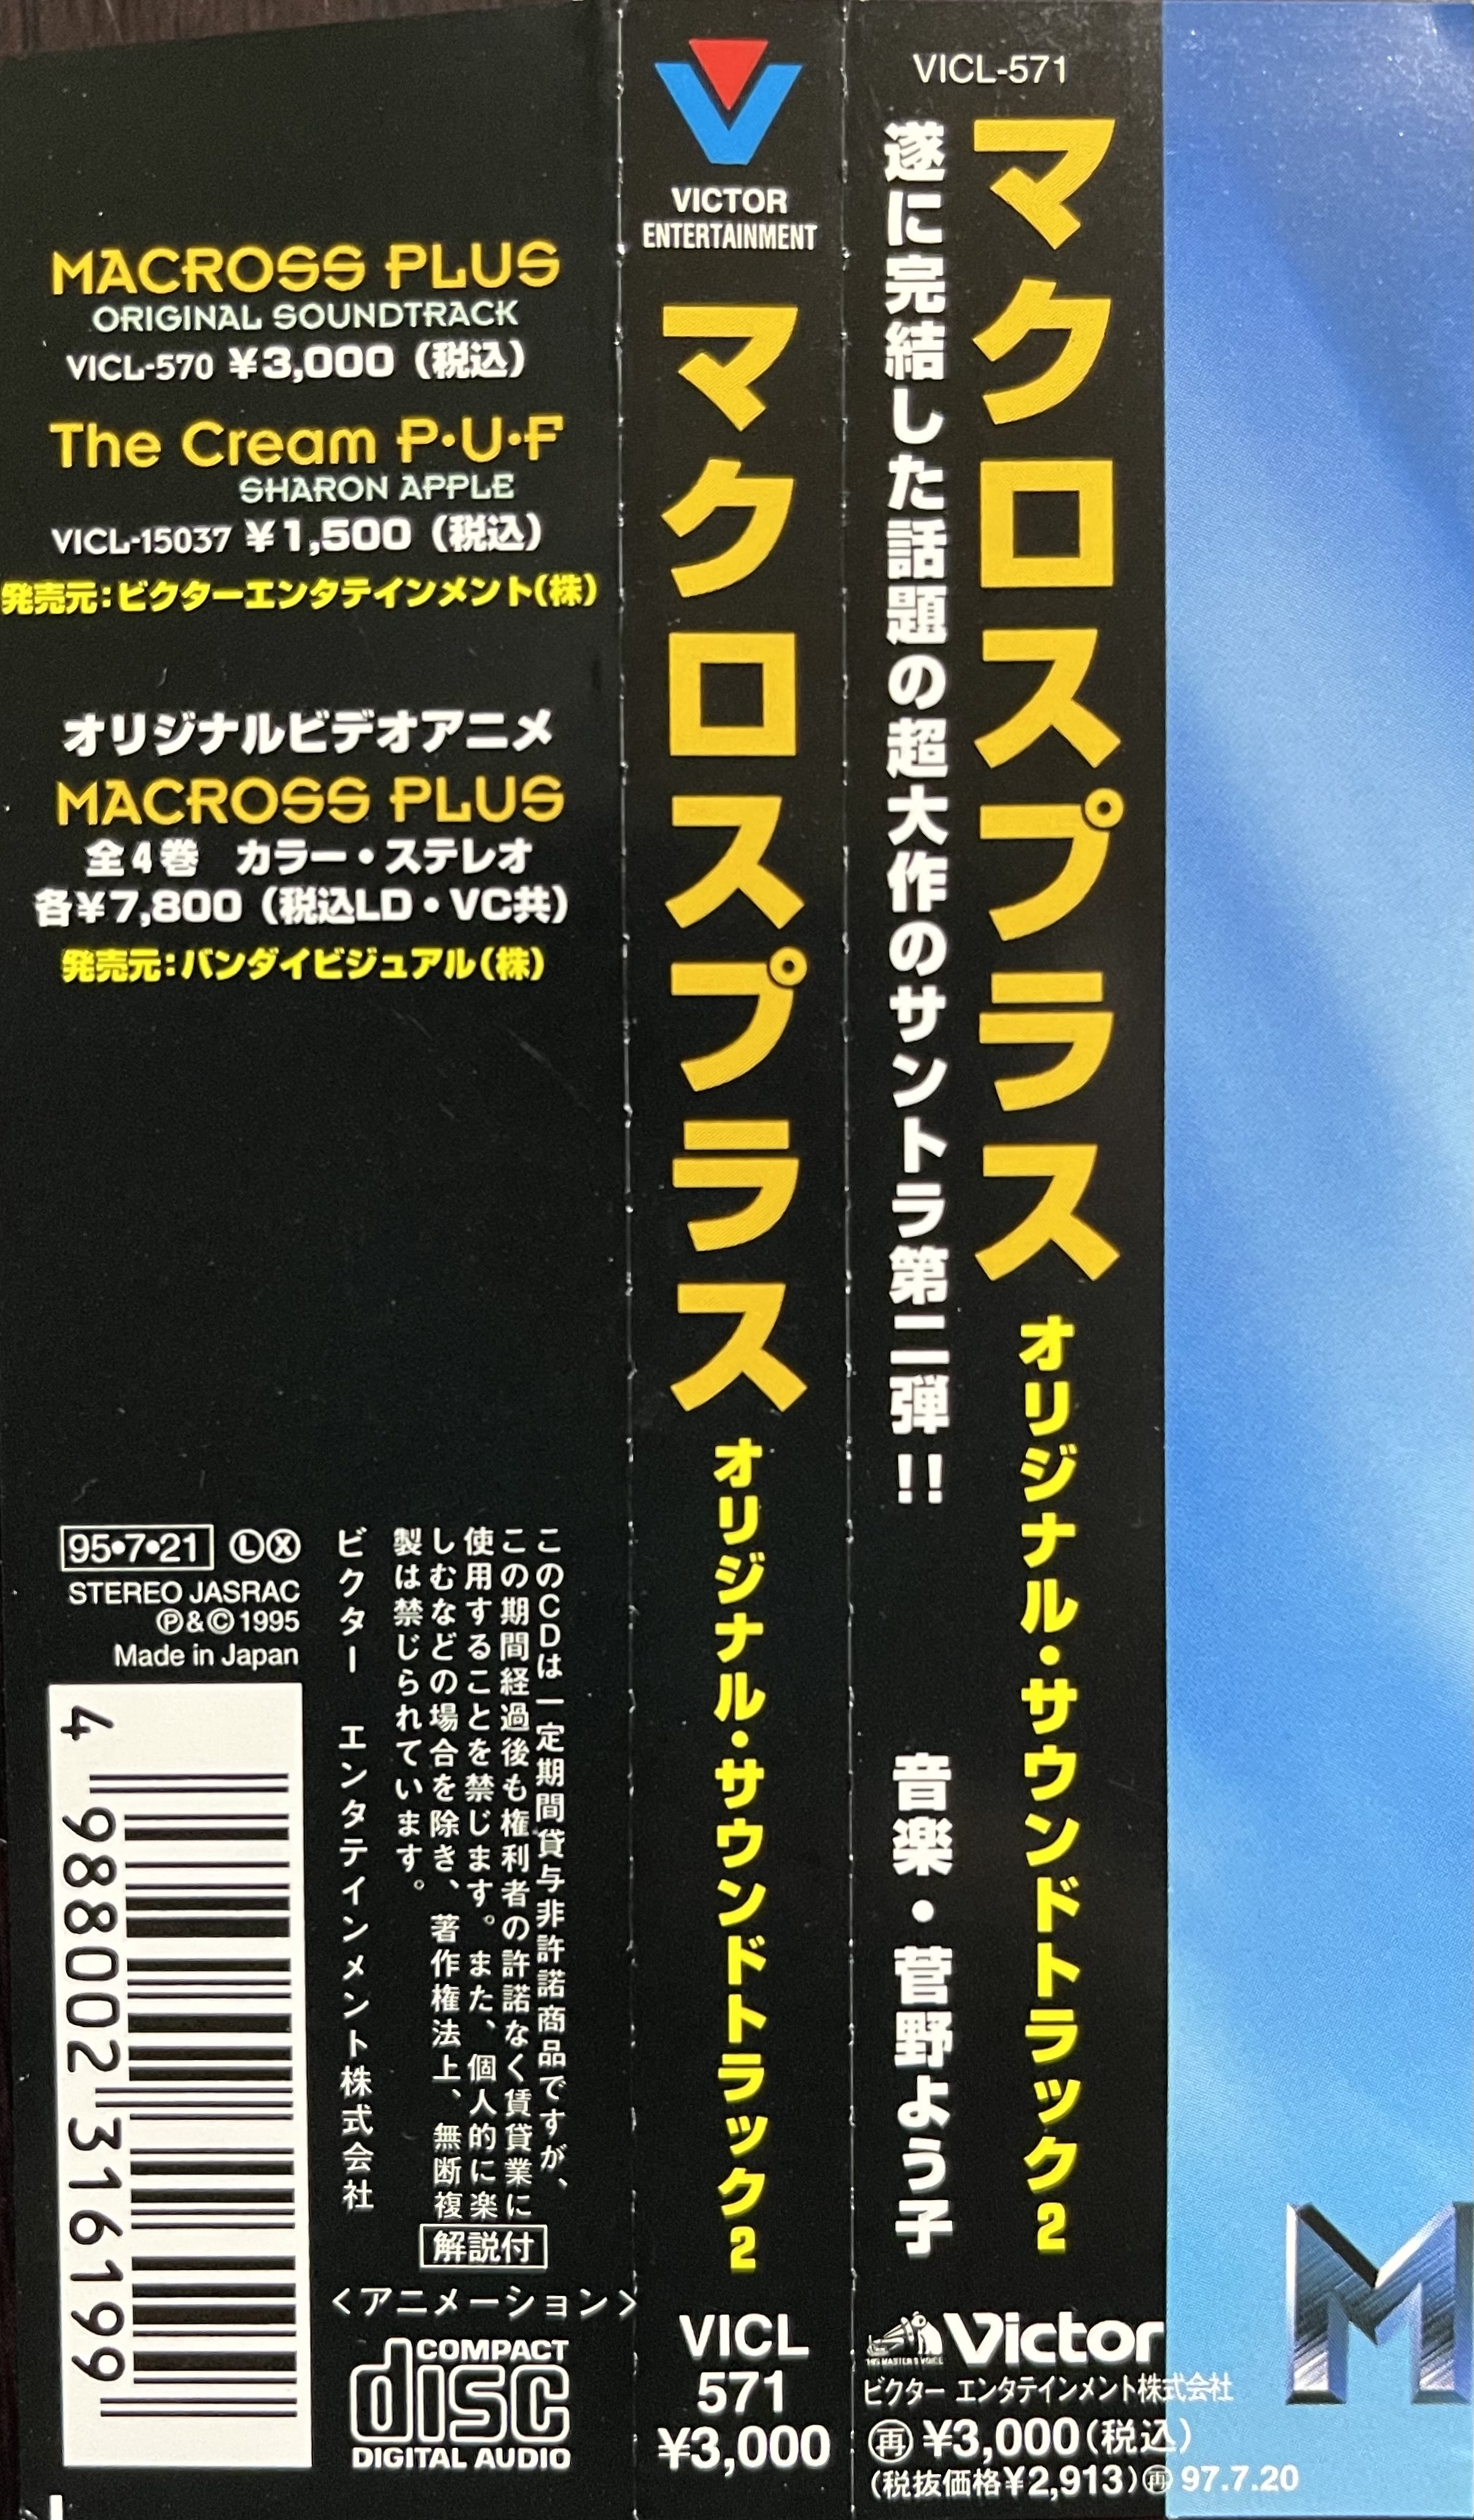 MACROSS PLUS
ORIGINAL SOUNDTRACK
VICL-570 ¥3,000（税込）
The Cream P・U・F
SHARON APPLE
VICL-15037 ¥1,500（税込）
発売元：ビクターエンタテインメント（株）
オリジナルビデオアニメ
MACROSS PLUS
全4巻 カラー・ステレオ
各¥7,800（税込LD・VC共）
発売元：バンダイビジュアル（株）
95•7•21 Ⓛ Ⓧ
STEREO JASRAC
Ⓟ&Ⓒ1995
Made in Japan
4 988002 316199
このCDは一定期間貸与非許諾商品ですが、
この期間経過後も権利者の許諾なく賃貸業に
使用することを禁じます。また、個人的に楽
しむなどの場合を除き、著作権法上、無断複
製は禁じられています。
ビクター エンタテインメント株式会社
解説付
<アニメーション>
COMPACT
disc
DIGITAL AUDIO
VICTOR
ENTERTAINMENT
マクロスプラス オリジナル・サウンドトラック2
VICL
571
¥3,000
VICL-571
マクロスプラス オリジナル・サウンドトラック2
遂に完結した話題の超大作のサントラ第二弾!!
音楽・菅野よう子
HIS MASTER'S VOICE
Victor
ビクター エンタテインメント株式会社
㊢ ¥3,000（税込）
（税抜価格¥2,913）㊢ 97.7.20
M